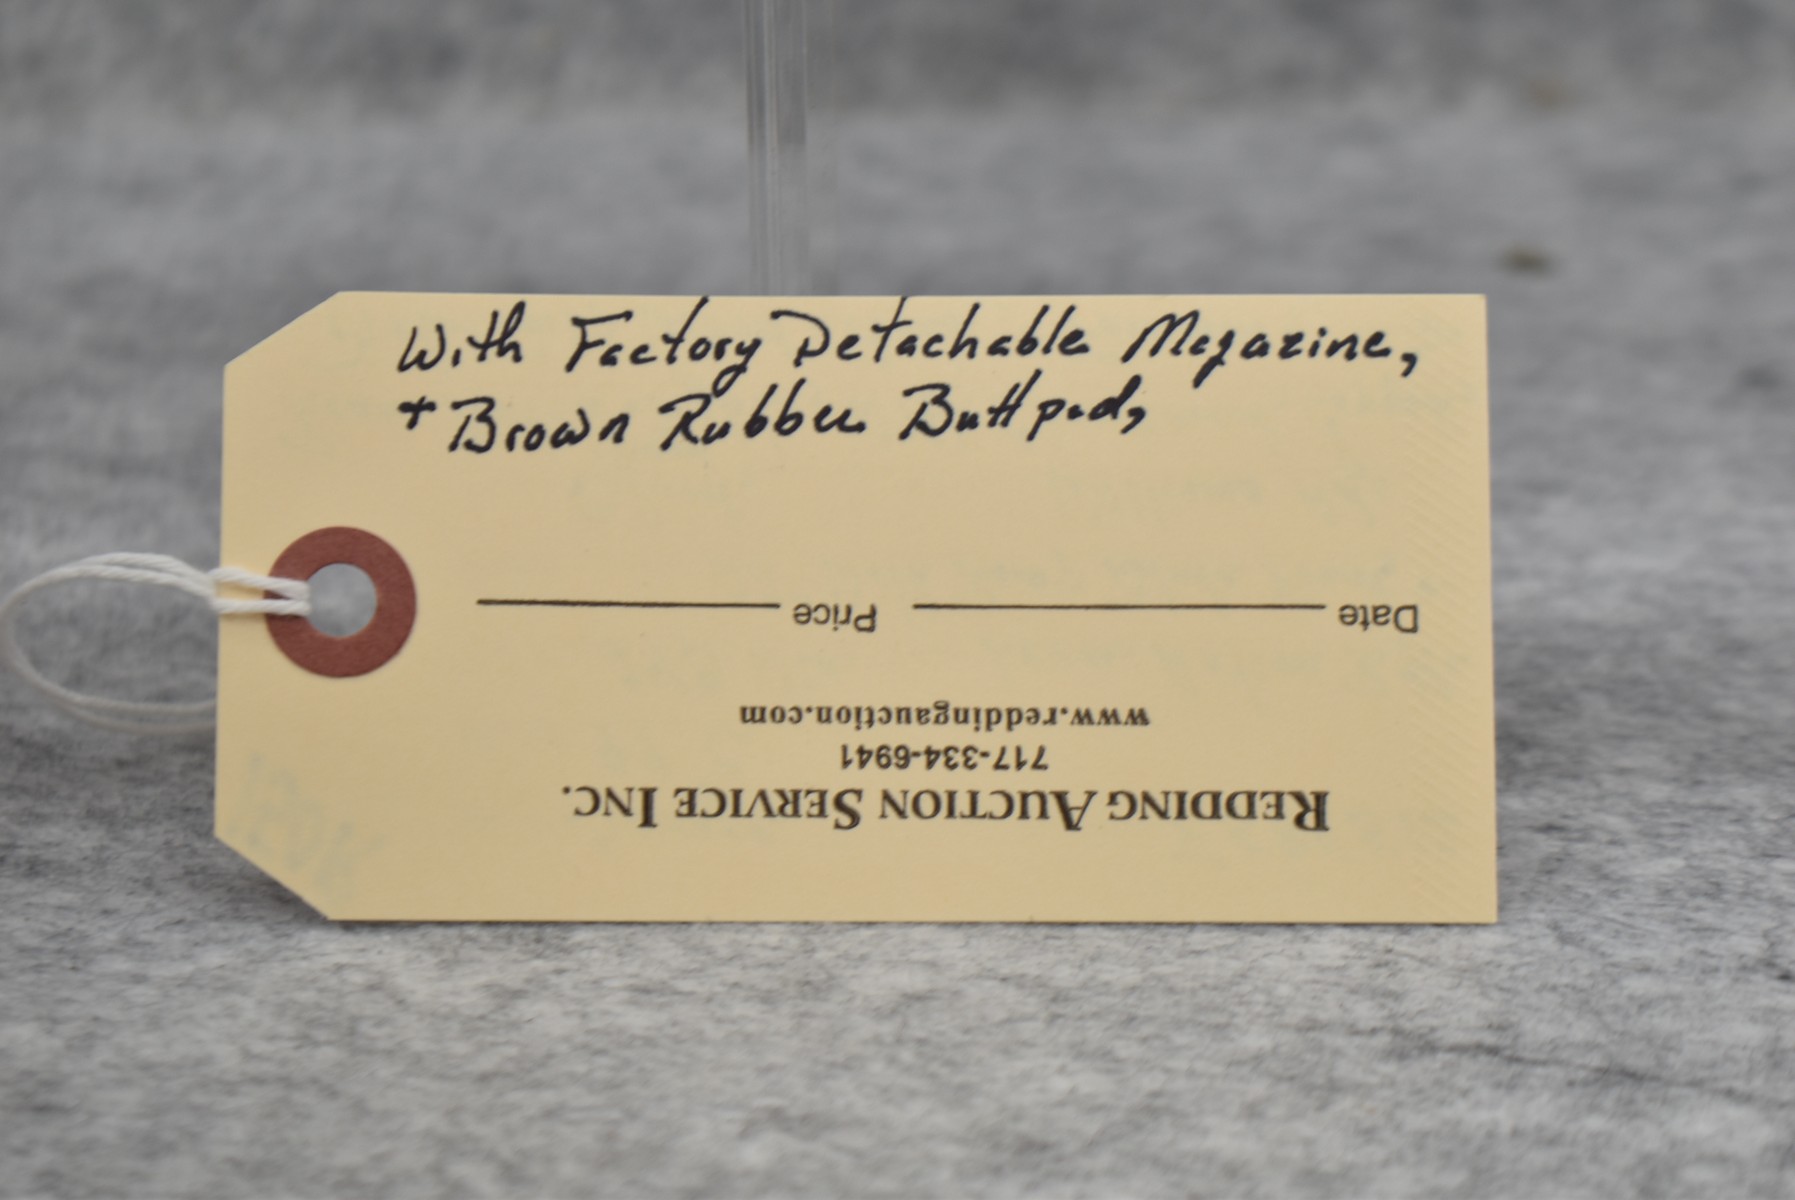 With Factory Detachable Magazine,
+ Brown Rubber Buttpad,
Date Price
www.reddingauction.com
717-334-6941
REDDING AUCTION SERVICE INC.